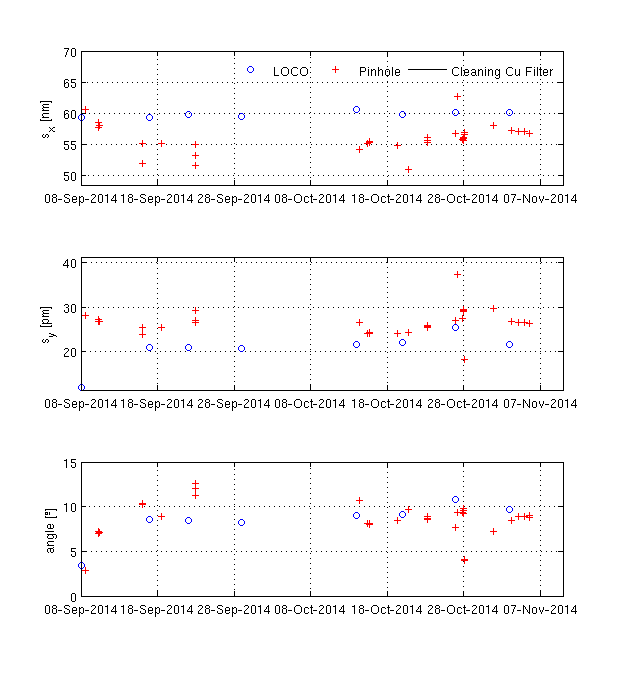 70
LOCO Pinhole Cleaning Cu Filter
65
60
55
50
s_x [nm]
08-Sep-2014 18-Sep-2014 28-Sep-2014 08-Oct-2014 18-Oct-2014 28-Oct-2014 07-Nov-2014
40
30
20
s_y [pm]
08-Sep-2014 18-Sep-2014 28-Sep-2014 08-Oct-2014 18-Oct-2014 28-Oct-2014 07-Nov-2014
15
10
5
0
angle [º]
08-Sep-2014 18-Sep-2014 28-Sep-2014 08-Oct-2014 18-Oct-2014 28-Oct-2014 07-Nov-2014